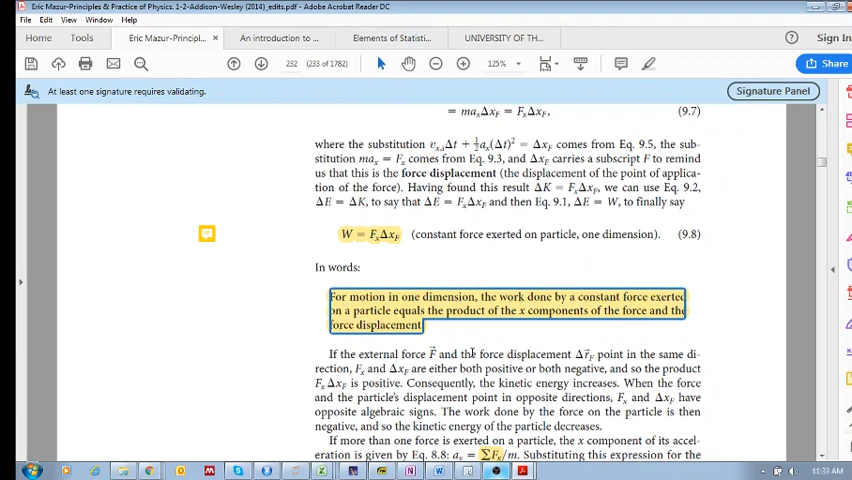 Eric Mazur-Principles & Practice of Physics. 1-2-Addison-Wesley (2014)_edits.pdf - Adobe Acrobat Reader DC
File Edit View Window Help
Home Tools Eric Mazur-Principl... × An introduction to ... Elements of Statisti... UNIVERSITY OF TH... Sign In
232 (233 of 1782) 125% Share
At least one signature requires validating. Signature Panel
= maₓΔx_F = FₓΔx_F, (9.7)
where the substitution vₓ,ᵢΔt + ½aₓ(Δt)² = Δx_F comes from Eq. 9.5, the sub-
stitution maₓ = Fₓ comes from Eq. 9.3, and Δx_F carries a subscript F to remind
us that this is the force displacement (the displacement of the point of applica-
tion of the force). Having found this result ΔK = FₓΔx_F, we can use Eq. 9.2,
ΔE = ΔK, to say that ΔE = FₓΔx_F and then Eq. 9.1, ΔE = W, to finally say
W = FₓΔx_F (constant force exerted on particle, one dimension). (9.8)
In words:
For motion in one dimension, the work done by a constant force exerted
on a particle equals the product of the x components of the force and the
force displacement
If the external force F⃗ and the force displacement Δr⃗_F point in the same di-
rection, Fₓ and Δx_F are either both positive or both negative, and so the product
FₓΔx_F is positive. Consequently, the kinetic energy increases. When the force
and the particle's displacement point in opposite directions, Fₓ and Δx_F have
opposite algebraic signs. The work done by the force on the particle is then
negative, and so the kinetic energy of the particle decreases.
If more than one force is exerted on a particle, the x component of its accel-
eration is given by Eq. 8.8: aₓ = ΣFₓ/m. Substituting this expression for the
11:33 AM